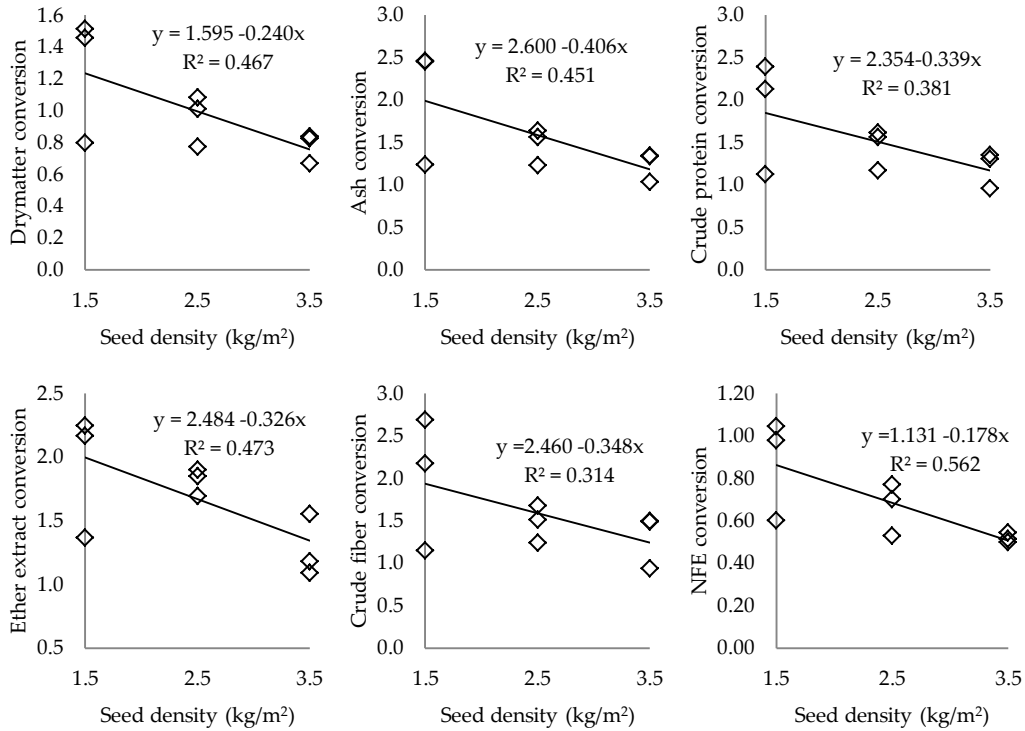 Drymatter conversion
1.6
1.4
1.2
1.0
0.8
0.6
0.4
0.2
0.0
y = 1.595 -0.240x
R² = 0.467
1.5 2.5 3.5
Seed density (kg/m²)
Ash conversion
3.0
2.5
2.0
1.5
1.0
0.5
0.0
y = 2.600 -0.406x
R² = 0.451
1.5 2.5 3.5
Seed density (kg/m²)
Crude protein conversion
3.0
2.5
2.0
1.5
1.0
0.5
0.0
y = 2.354-0.339x
R² = 0.381
1.5 2.5 3.5
Seed density (kg/m²)
Ether extract conversion
2.5
2.0
1.5
1.0
0.5
y = 2.484 -0.326x
R² = 0.473
1.5 2.5 3.5
Seed density (kg/m²)
Crude fiber conversion
3.0
2.5
2.0
1.5
1.0
0.5
0.0
y =2.460 -0.348x
R² = 0.314
1.5 2.5 3.5
Seed density (kg/m²)
NFE conversion
1.20
1.00
0.80
0.60
0.40
0.20
0.00
y =1.131 -0.178x
R² = 0.562
1.5 2.5 3.5
Seed density (kg/m²)